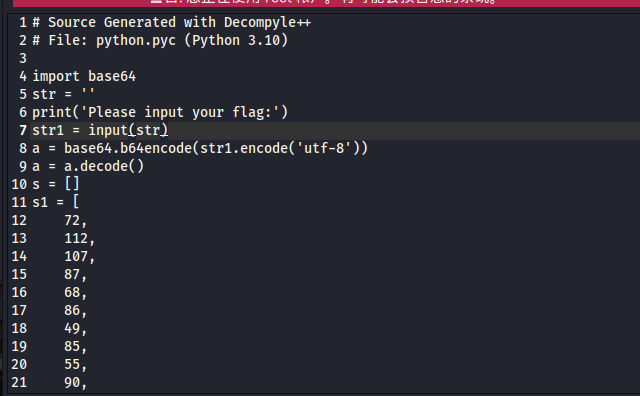 1 # Source Generated with Decompyle++
2 # File: python.pyc (Python 3.10)
3
4 import base64
5 str = ''
6 print('Please input your flag:')
7 str1 = input(str)
8 a = base64.b64encode(str1.encode('utf-8'))
9 a = a.decode()
10 s = []
11 s1 = [
12     72,
13     112,
14     107,
15     87,
16     68,
17     86,
18     49,
19     85,
20     55,
21     90,